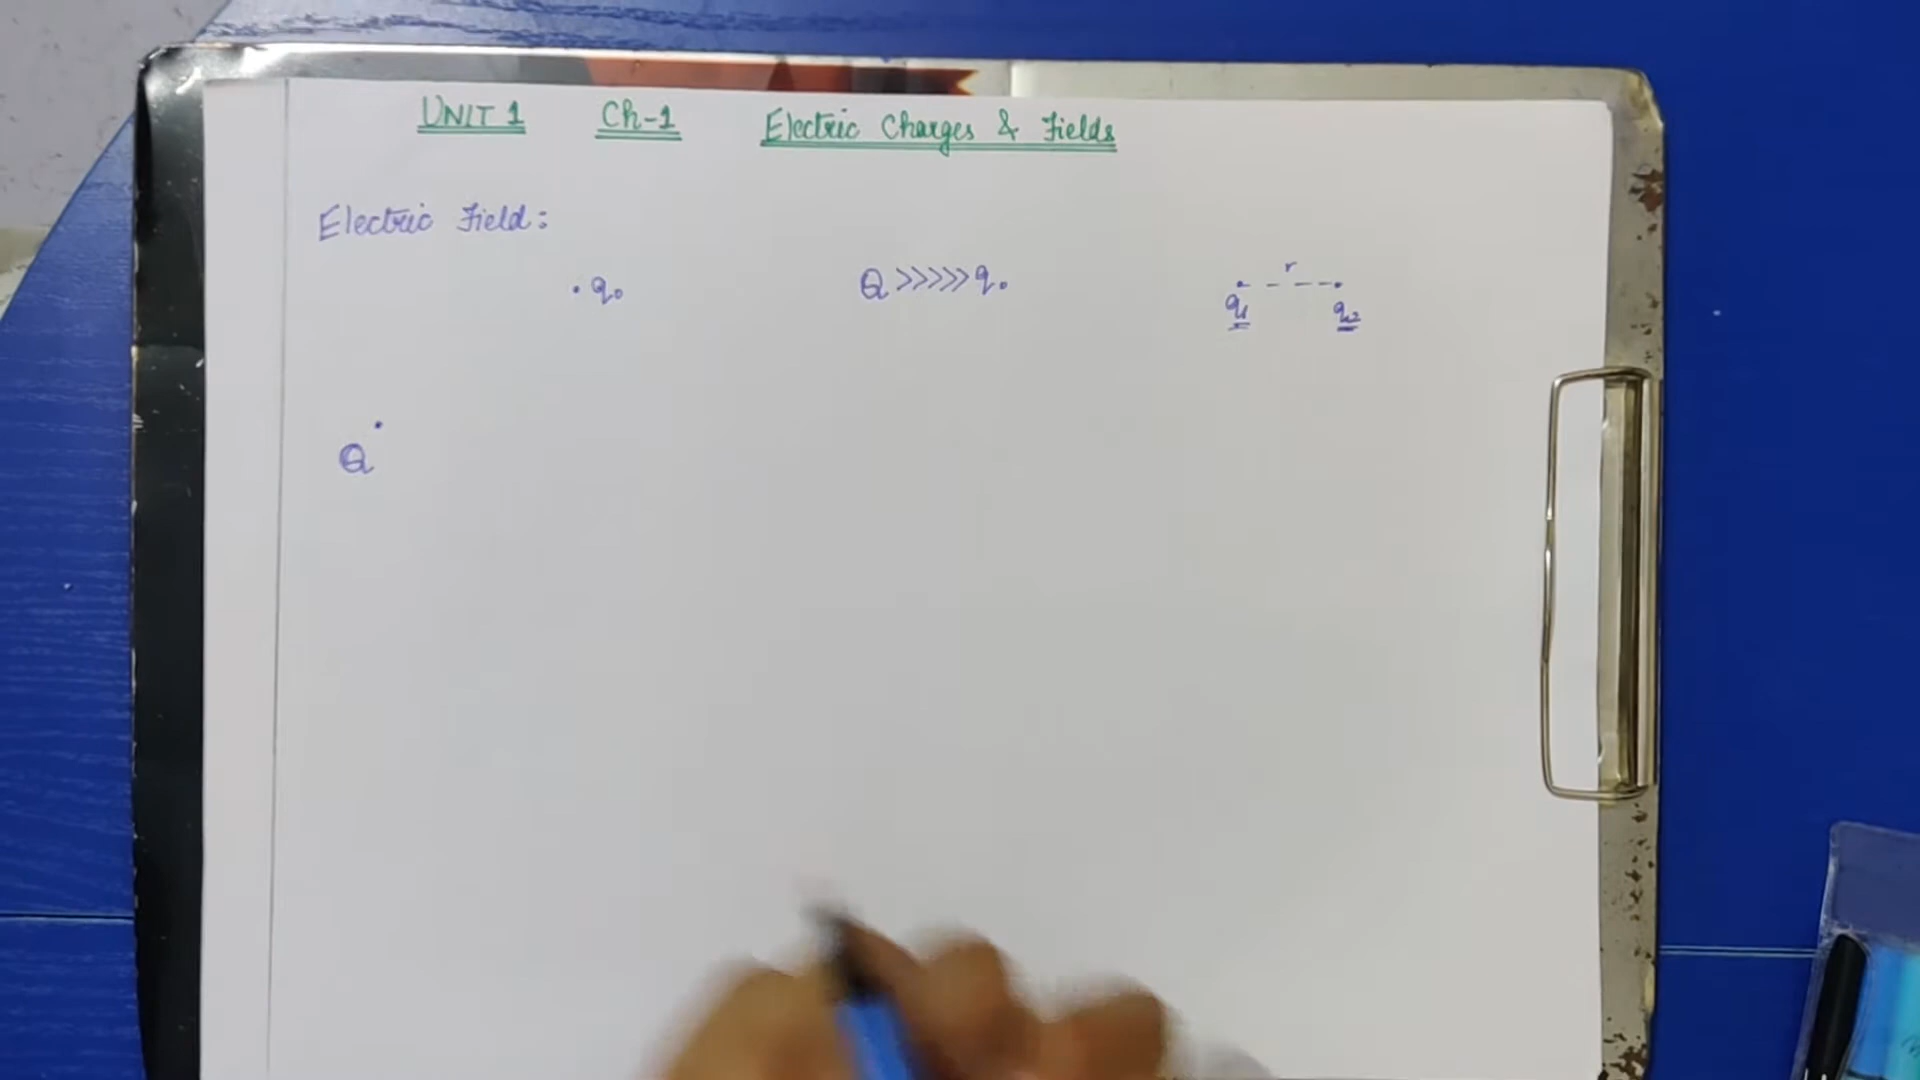 UNIT 1 Ch-1 Electric Charges & Fields
Electric Field:
r
. q₀ Q >>>>> q₀ . - - - .
q₁ q₂
Q